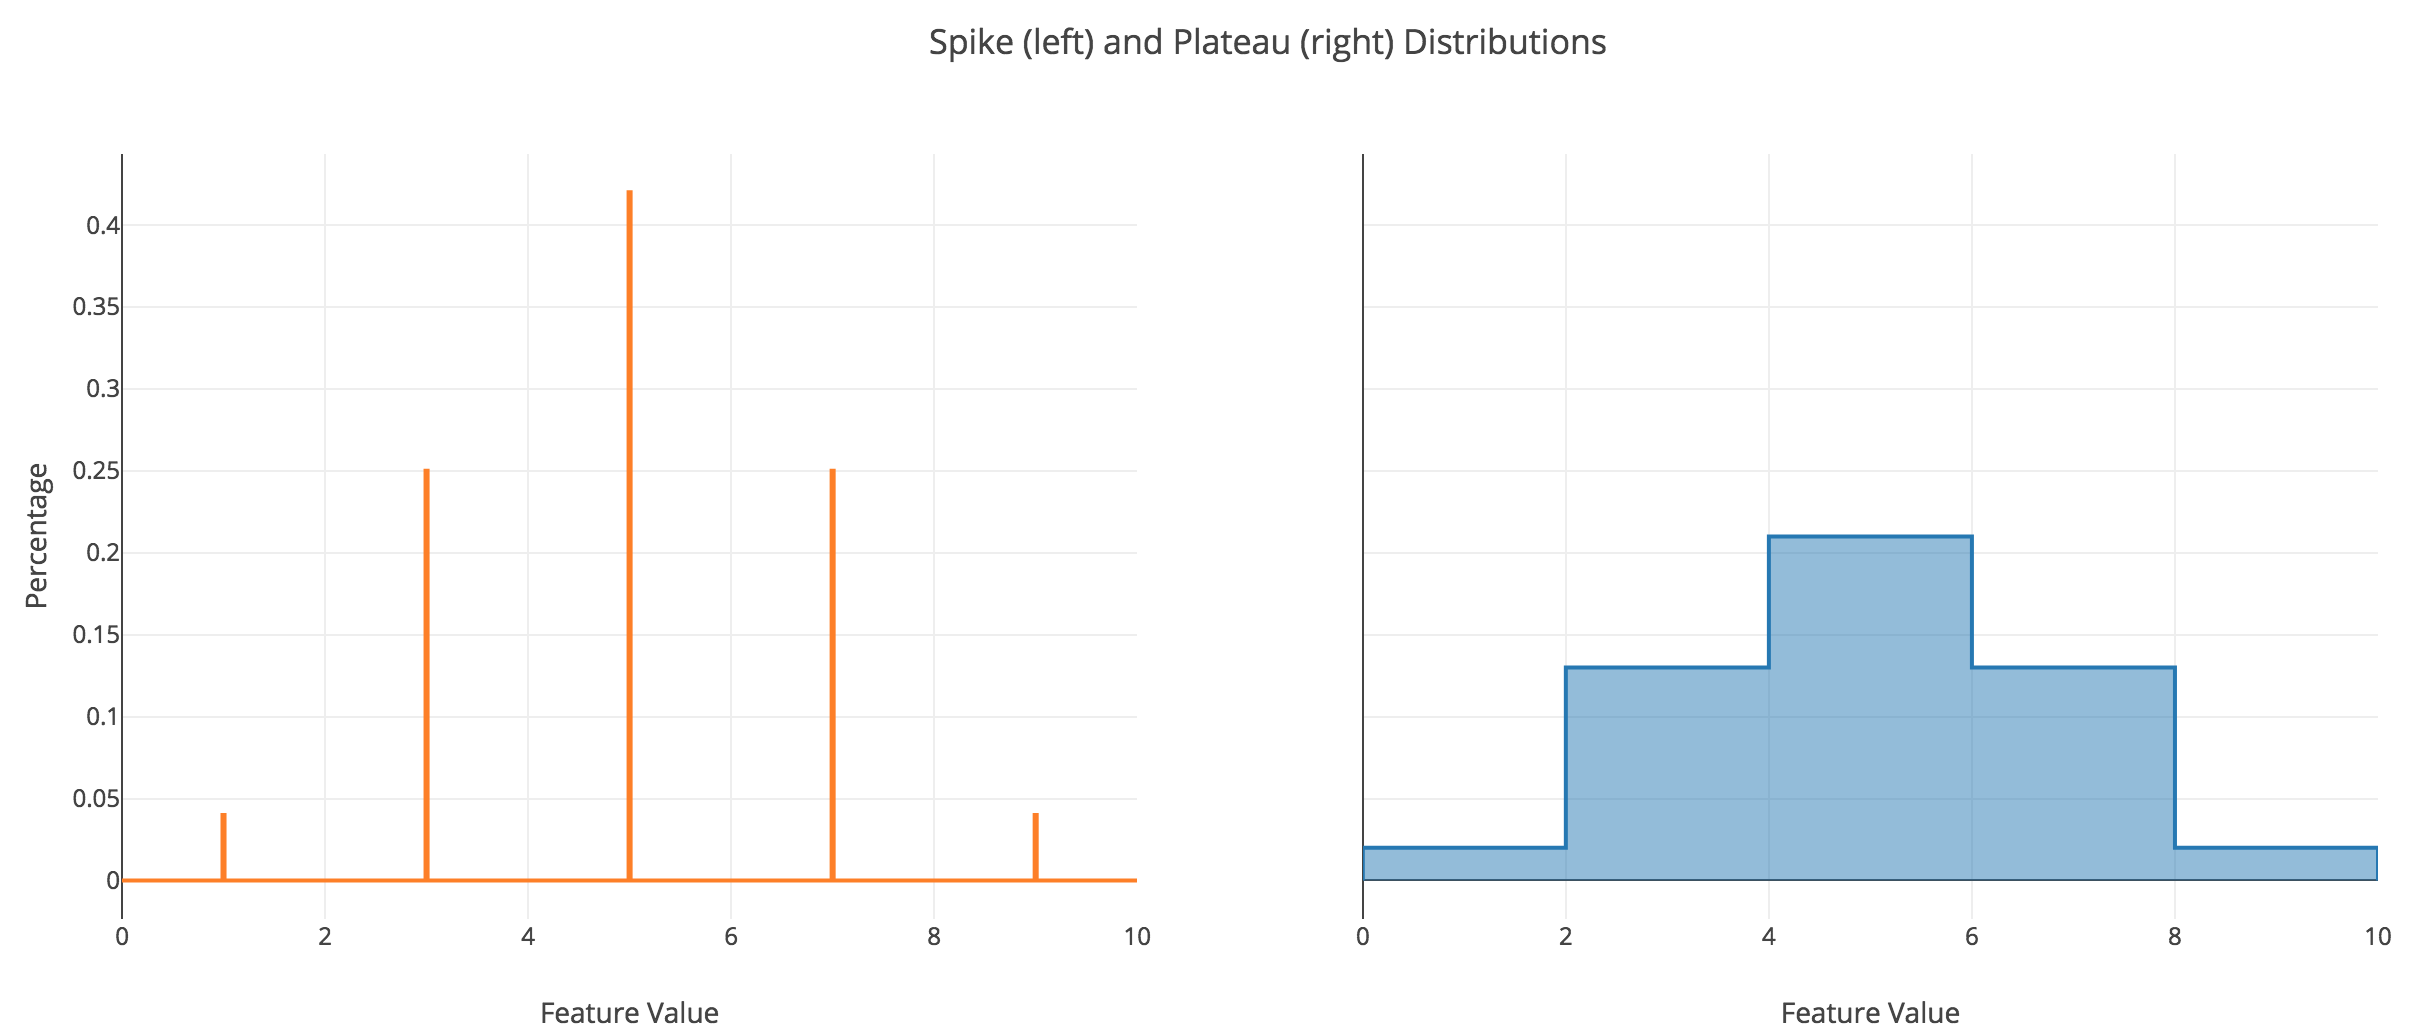 Spike (left) and Plateau (right) Distributions
Percentage
0.4
0.35
0.3
0.25
0.2
0.15
0.1
0.05
0
0 2 4 6 8 10
Feature Value
0 2 4 6 8 10
Feature Value